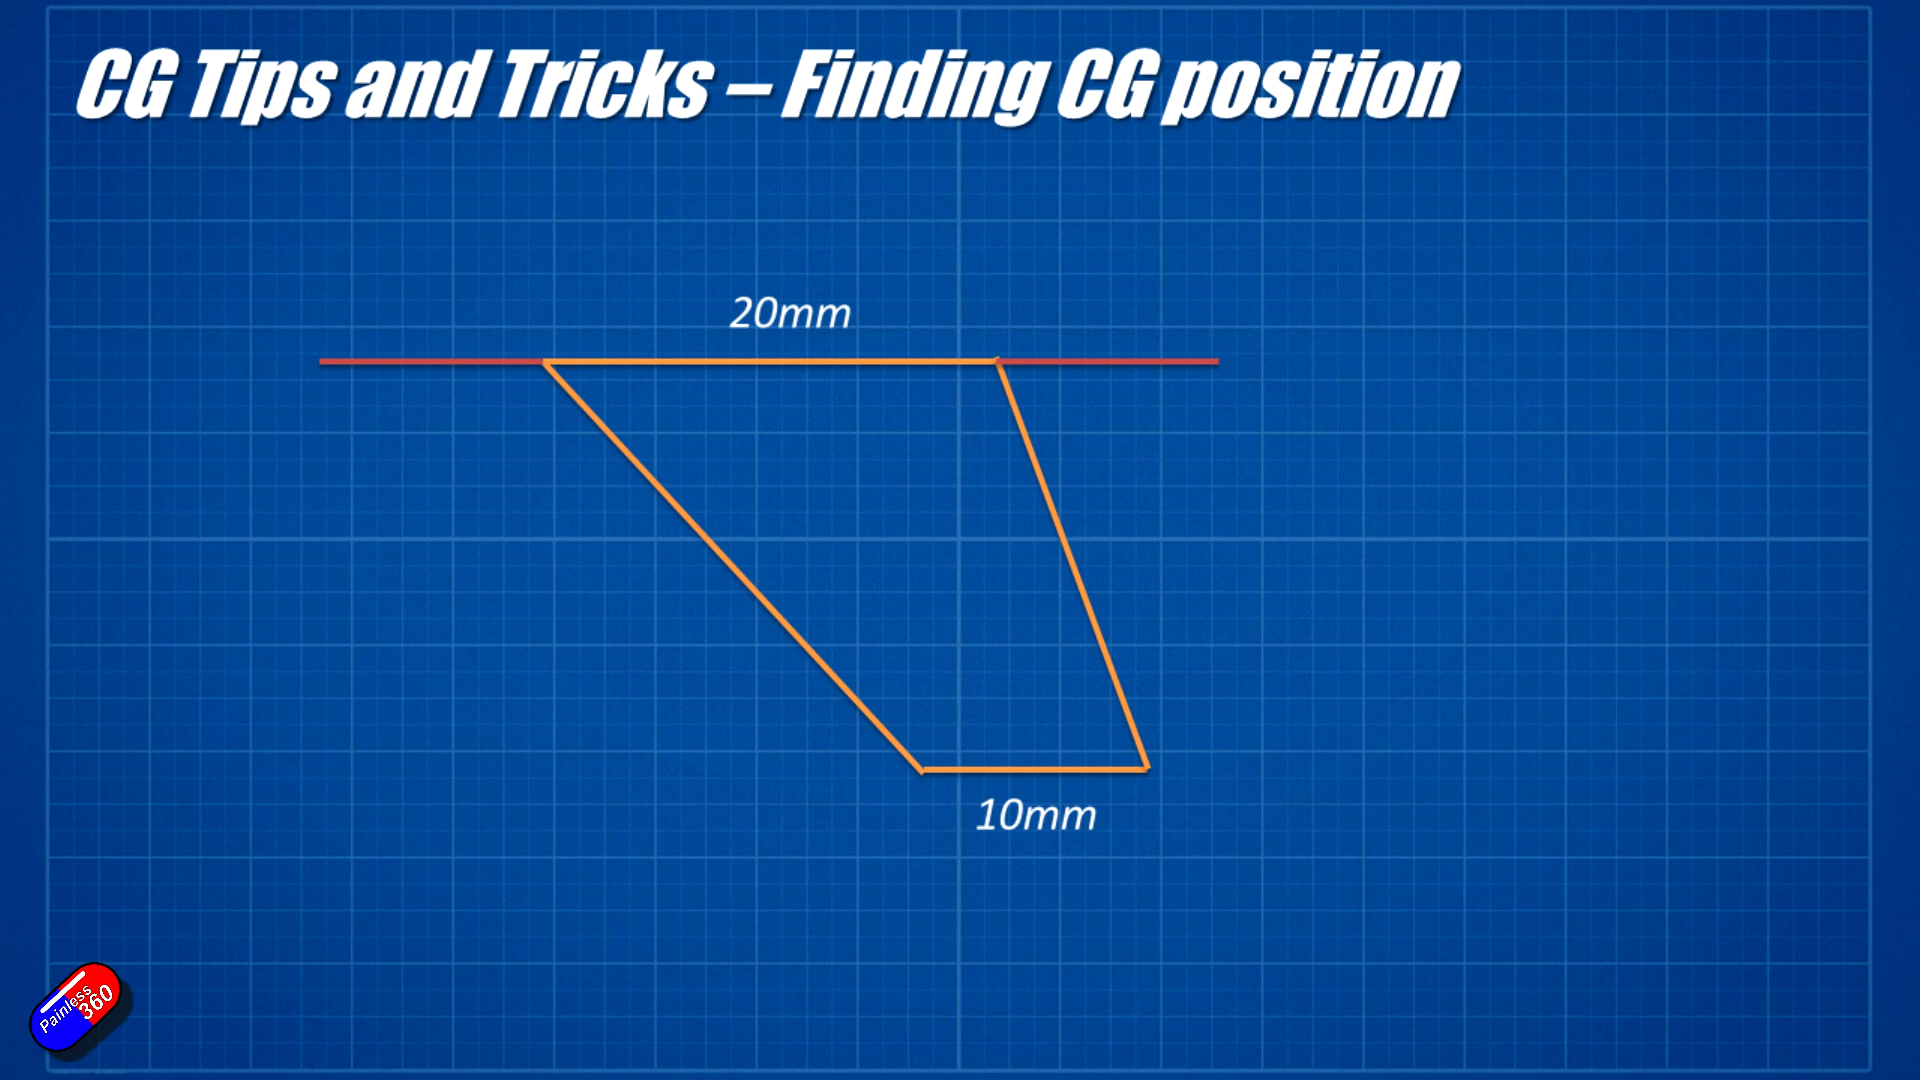 CG Tips and Tricks – Finding CG position
20mm
10mm
Painless
360